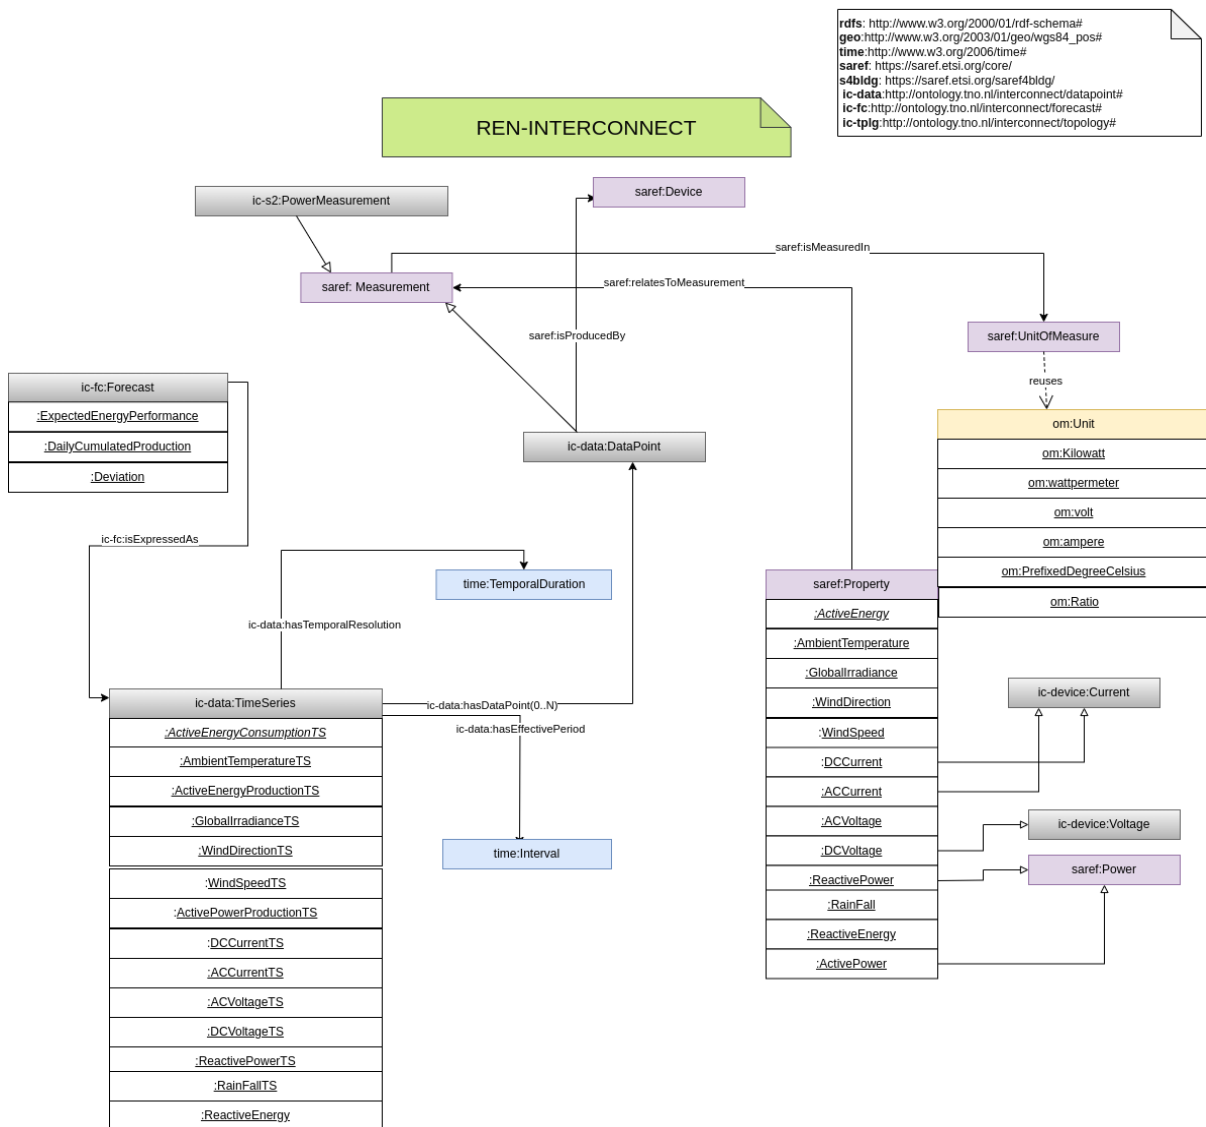 rdfs: http://www.w3.org/2000/01/rdf-schema#
geo:http://www.w3.org/2003/01/geo/wgs84_pos#
time:http://www.w3.org/2006/time#
saref: https://saref.etsi.org/core/
s4bldg: https://saref.etsi.org/saref4bldg/
ic-data:http://ontology.tno.nl/interconnect/datapoint#
ic-fc:http://ontology.tno.nl/interconnect/forecast#
ic-tplg:http://ontology.tno.nl/interconnect/topology#
REN-INTERCONNECT
ic-s2:PowerMeasurement
saref:Device
saref:isMeasuredIn
saref: Measurement
saref:relatesToMeasurement
saref:isProducedBy
saref:UnitOfMeasure
reuses
ic-fc:Forecast
:ExpectedEnergyPerformance
:DailyCumulatedProduction
:Deviation
ic-data:DataPoint
om:Unit
om:Kilowatt
om:wattpermeter
om:volt
om:ampere
om:PrefixedDegreeCelsius
om:Ratio
ic-fc:isExpressedAs
time:TemporalDuration
ic-data:hasTemporalResolution
saref:Property
:ActiveEnergy
:AmbientTemperature
:GlobalIrradiance
:WindDirection
:WindSpeed
:DCCurrent
:ACCurrent
:ACVoltage
:DCVoltage
:ReactivePower
:RainFall
:ReactiveEnergy
:ActivePower
ic-device:Current
ic-device:Voltage
saref:Power
ic-data:TimeSeries
ic-data:hasDataPoint(0..N)
ic-data:hasEffectivePeriod
time:Interval
:ActiveEnergyConsumptionTS
:AmbientTemperatureTS
:ActiveEnergyProductionTS
:GlobalIrradianceTS
:WindDirectionTS
:WindSpeedTS
:ActivePowerProductionTS
:DCCurrentTS
:ACCurrentTS
:ACVoltageTS
:DCVoltageTS
:ReactivePowerTS
:RainFallTS
:ReactiveEnergy